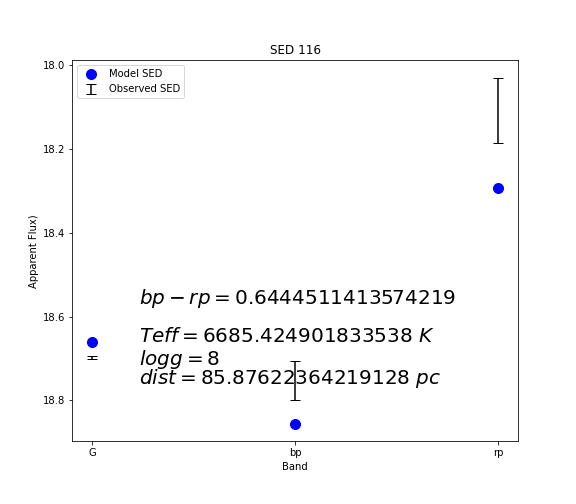 SED 116
Model SED
Observed SED
18.0
18.2
18.4
18.6
18.8
Apparent Flux)
bp − rp = 0.6444511413574219
Teff = 6685.424901833538 K
logg = 8
dist = 85.87622364219128 pc
G
bp
rp
Band